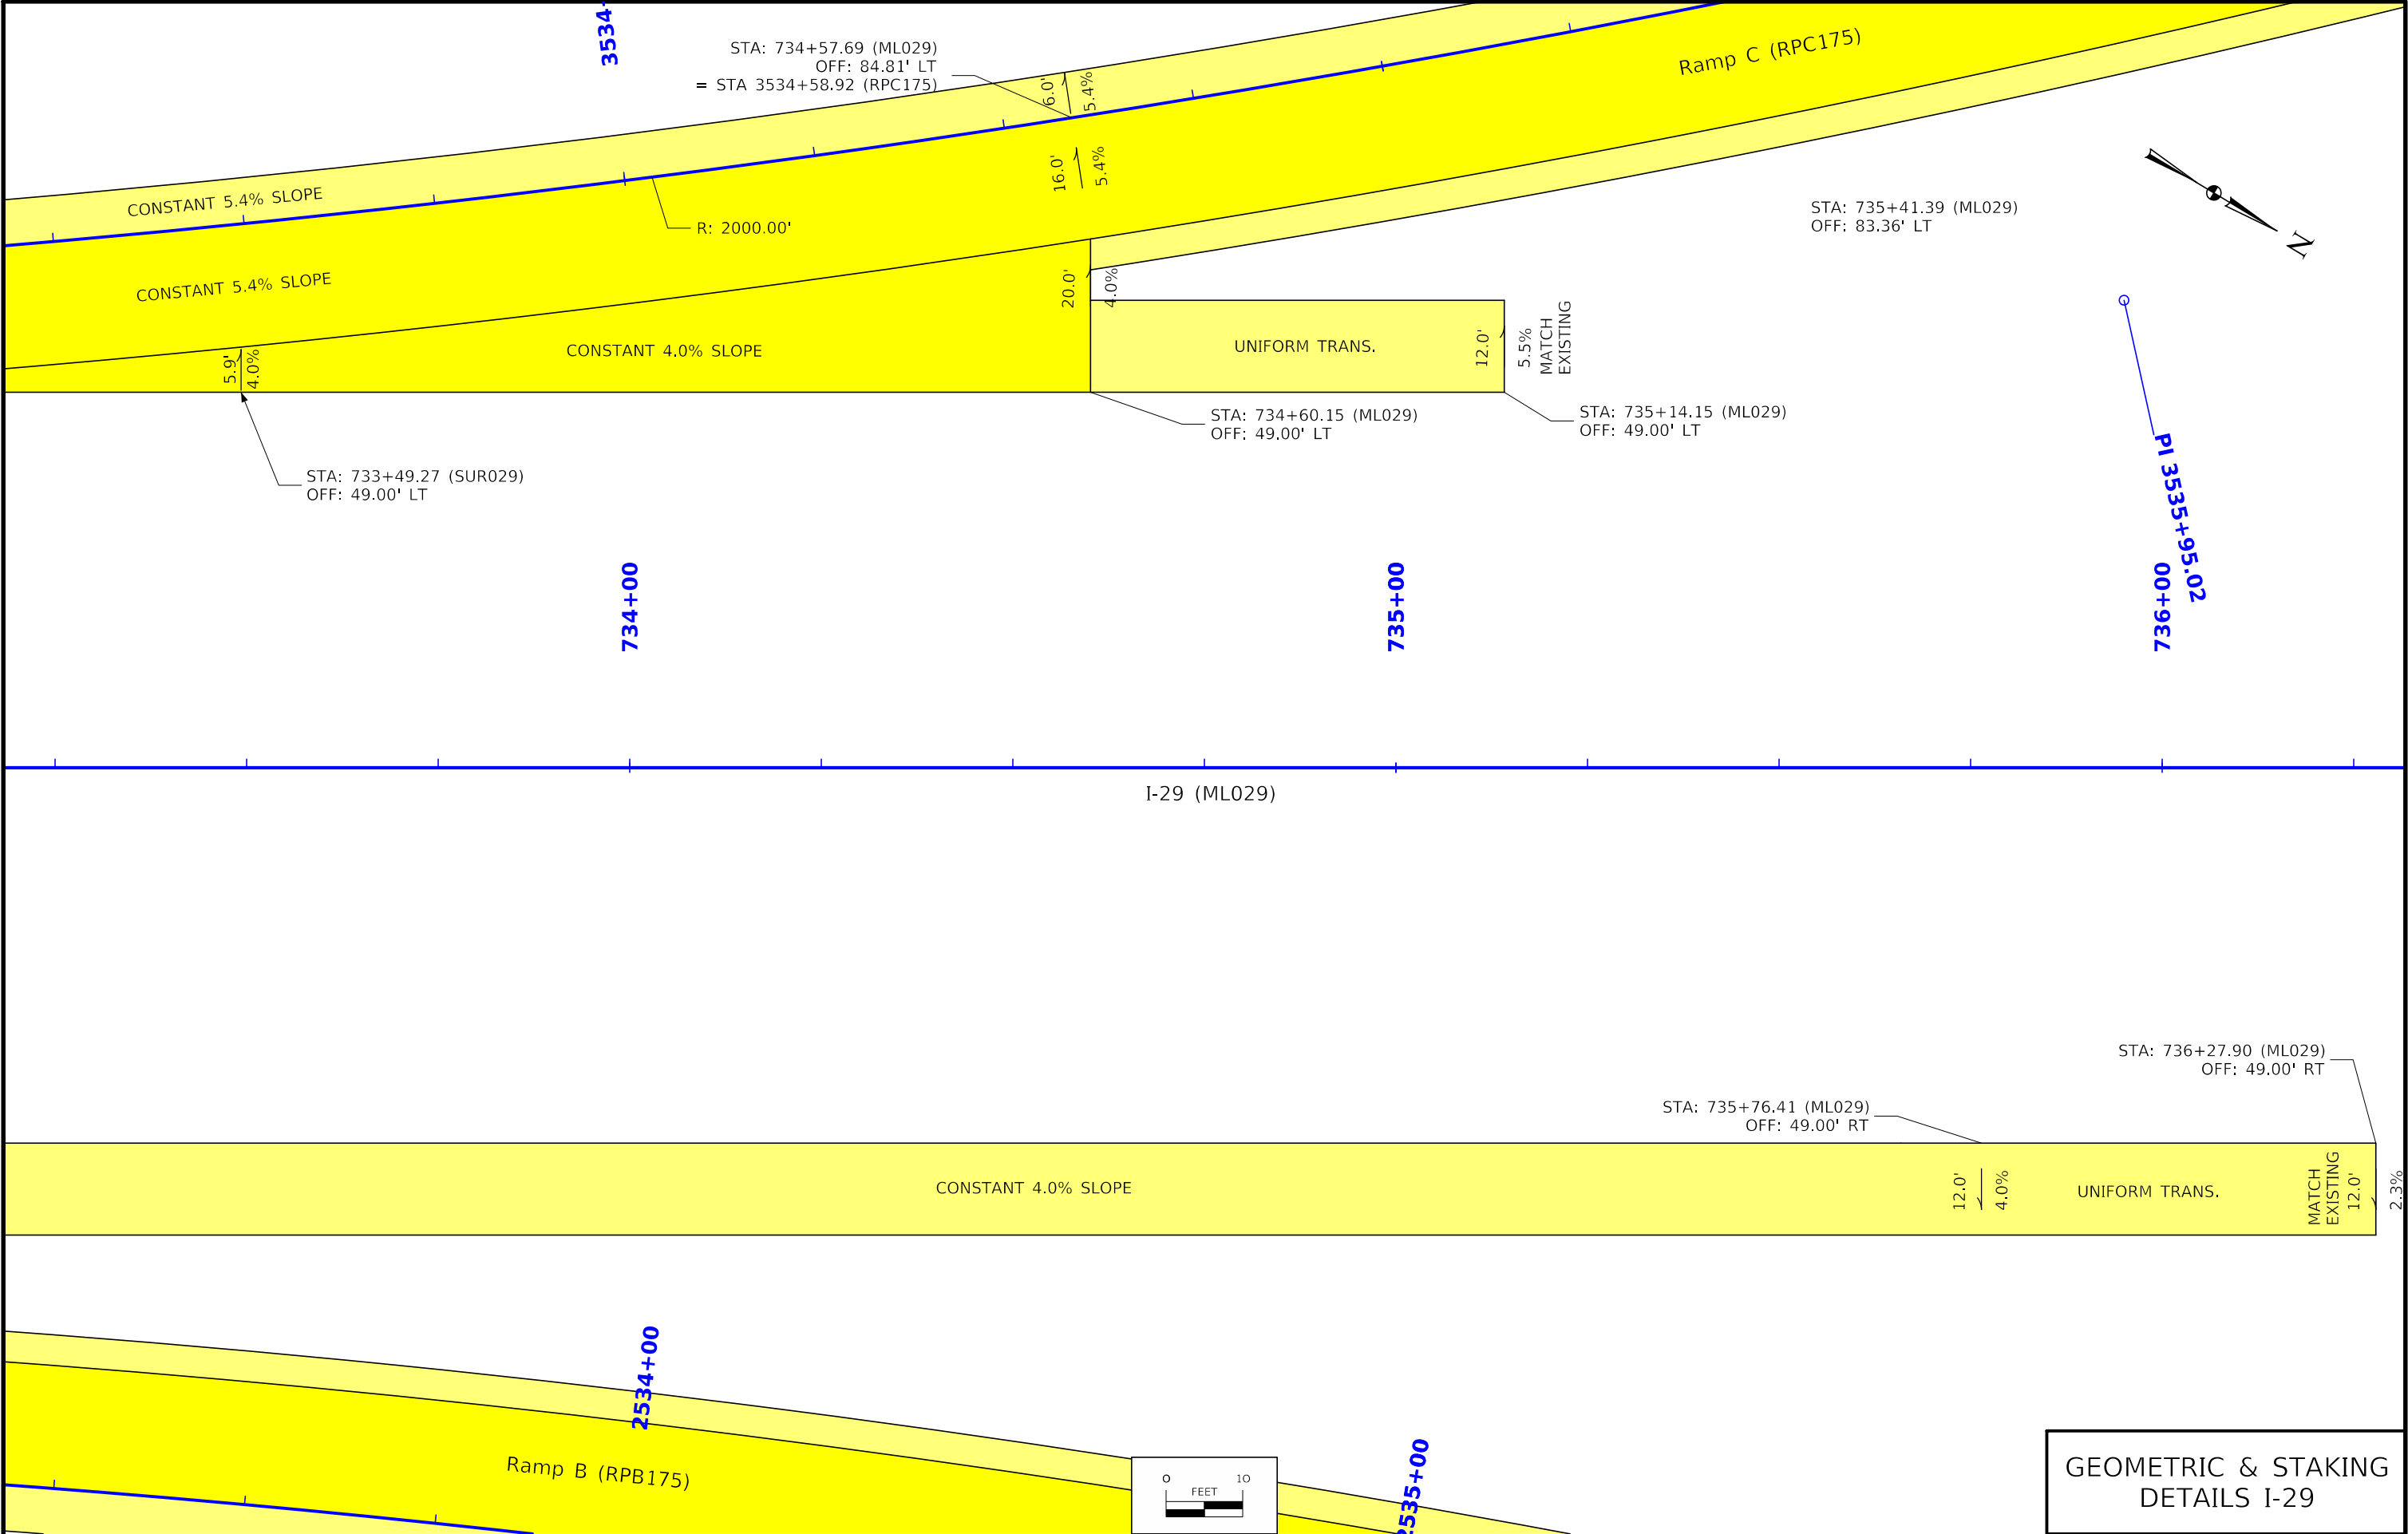 3534+
STA: 734+57.69 (ML029)
OFF: 84.81' LT
= STA 3534+58.92 (RPC175)
6.0'
5.4%
Ramp C (RPC175)
16.0'
5.4%
CONSTANT 5.4% SLOPE
R: 2000.00'
STA: 735+41.39 (ML029)
OFF: 83.36' LT
N
CONSTANT 5.4% SLOPE
20.0'
4.0%
5.9'
4.0%
CONSTANT 4.0% SLOPE
UNIFORM TRANS.
12.0'
5.5%
MATCH
EXISTING
STA: 734+60.15 (ML029)
OFF: 49.00' LT
STA: 735+14.15 (ML029)
OFF: 49.00' LT
STA: 733+49.27 (SUR029)
OFF: 49.00' LT
PI 3535+95.02
734+00
735+00
736+00
I-29 (ML029)
STA: 736+27.90 (ML029)
OFF: 49.00' RT
STA: 735+76.41 (ML029)
OFF: 49.00' RT
CONSTANT 4.0% SLOPE
12.0'
4.0%
UNIFORM TRANS.
MATCH
EXISTING
12.0'
2.3%
2534+00
Ramp B (RPB175)
0 10
FEET
2535+00
GEOMETRIC & STAKING
DETAILS I-29